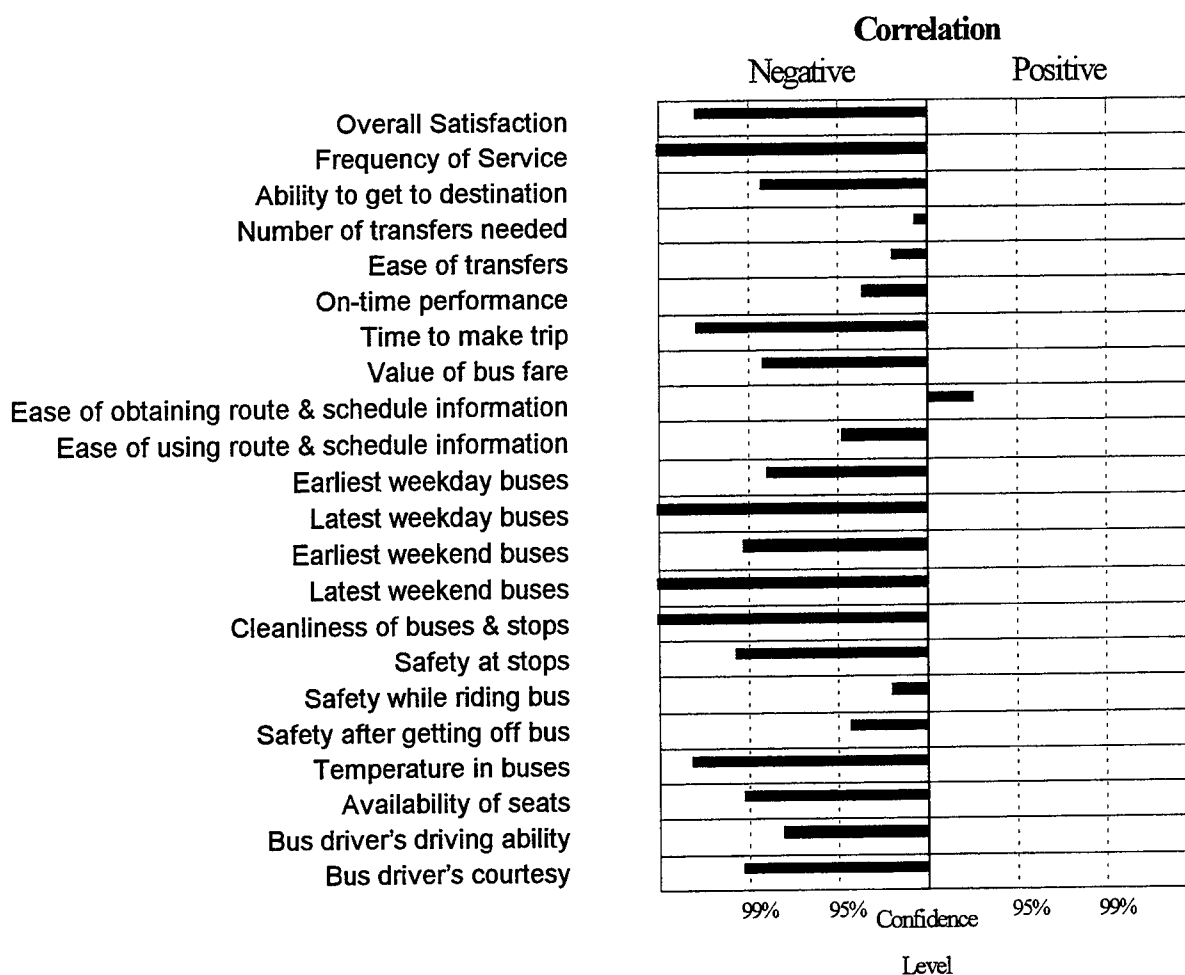 Correlation
Negative Positive
Overall Satisfaction
Frequency of Service
Ability to get to destination
Number of transfers needed
Ease of transfers
On-time performance
Time to make trip
Value of bus fare
Ease of obtaining route & schedule information
Ease of using route & schedule information
Earliest weekday buses
Latest weekday buses
Earliest weekend buses
Latest weekend buses
Cleanliness of buses & stops
Safety at stops
Safety while riding bus
Safety after getting off bus
Temperature in buses
Availability of seats
Bus driver's driving ability
Bus driver's courtesy
99% 95% Confidence 95% 99%
Level